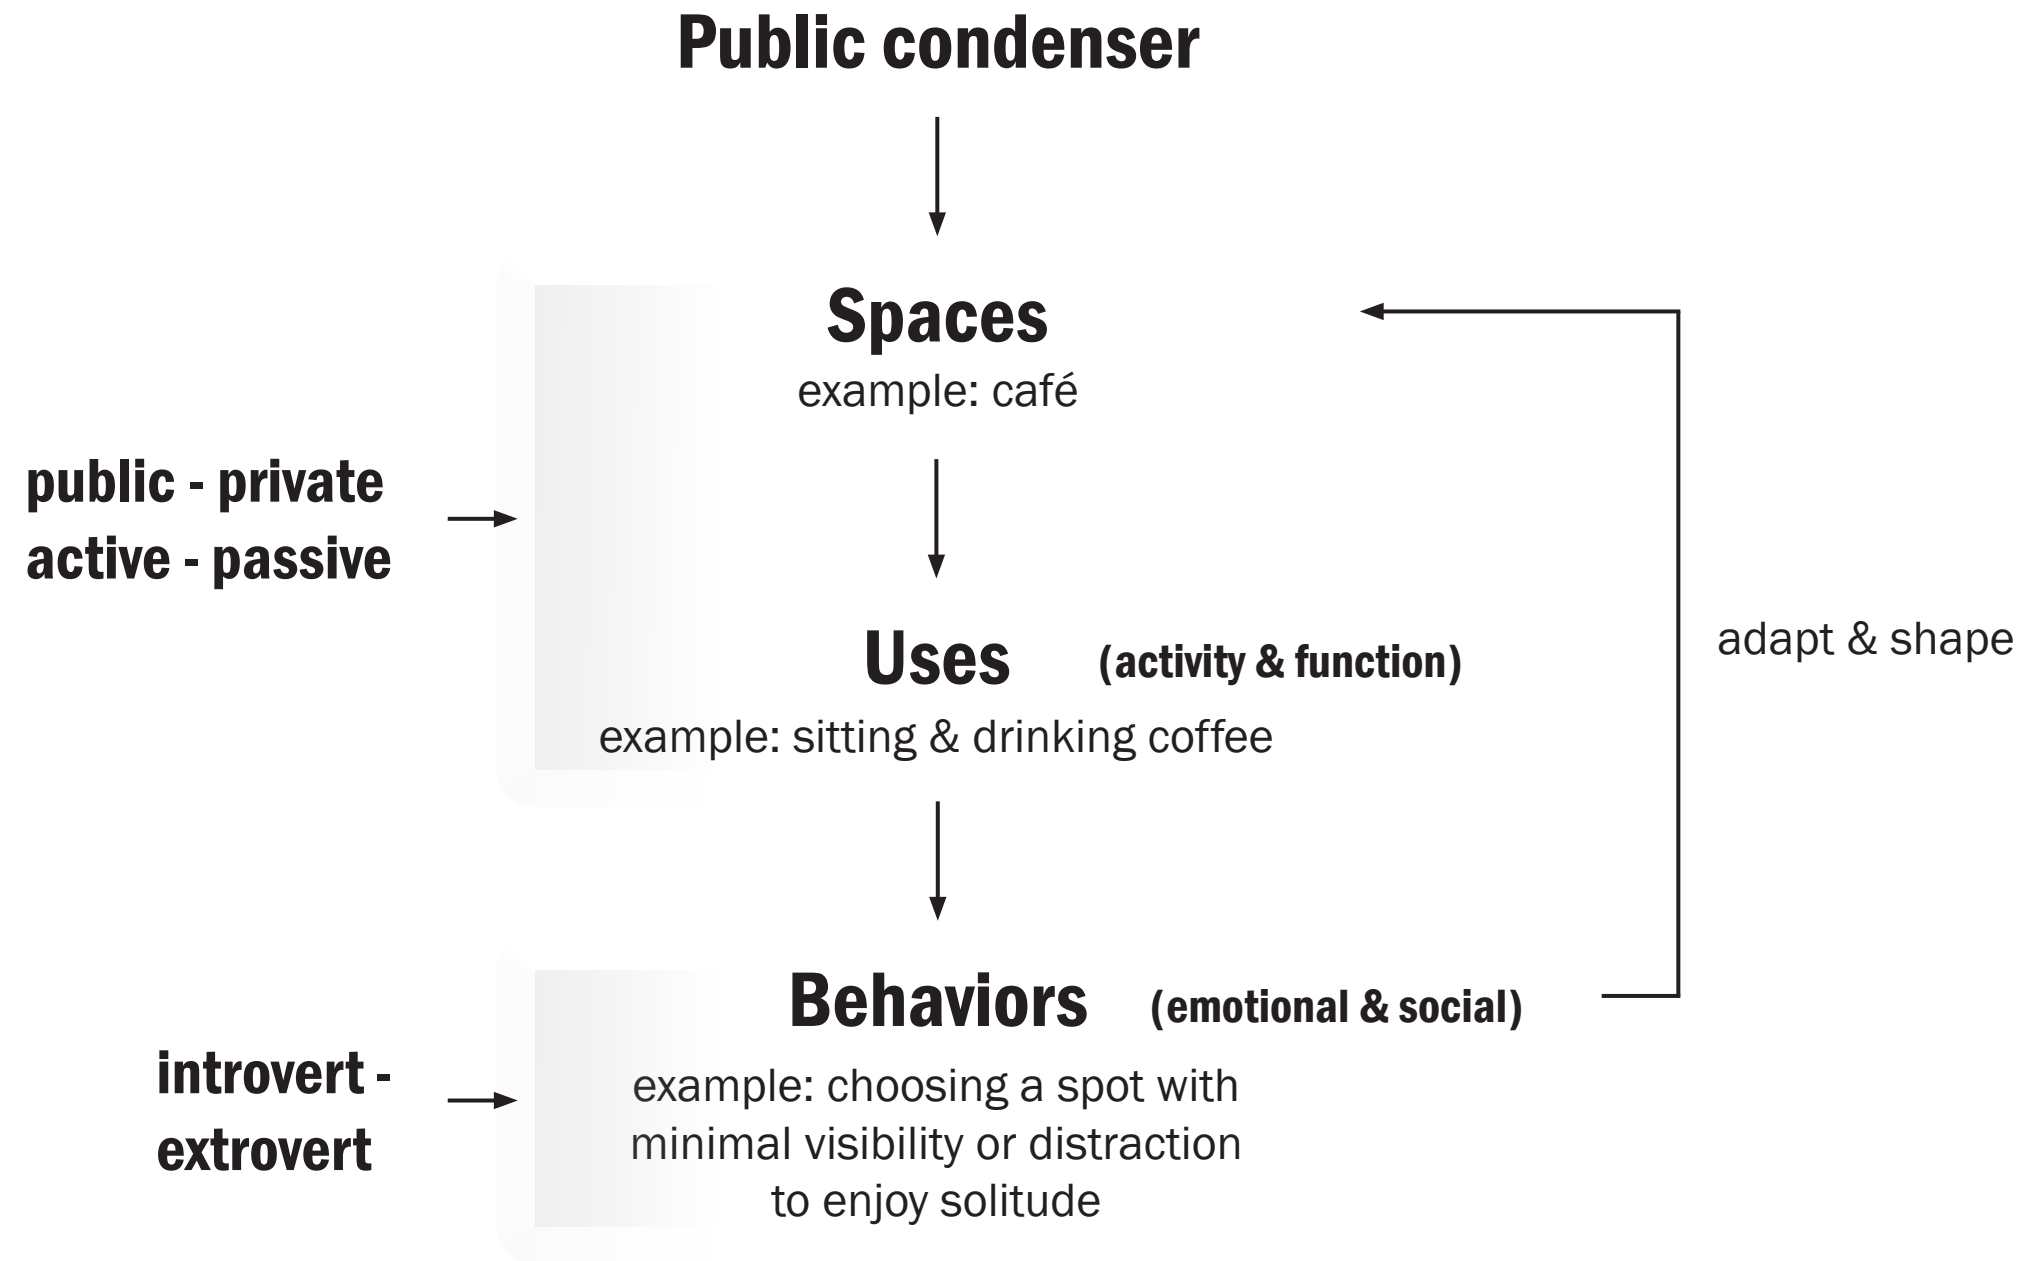 Public condenser
Spaces
example: café
public - private
active - passive
Uses (activity & function)
adapt & shape
example: sitting & drinking coffee
Behaviors (emotional & social)
introvert -
extrovert
example: choosing a spot with
minimal visibility or distraction
to enjoy solitude